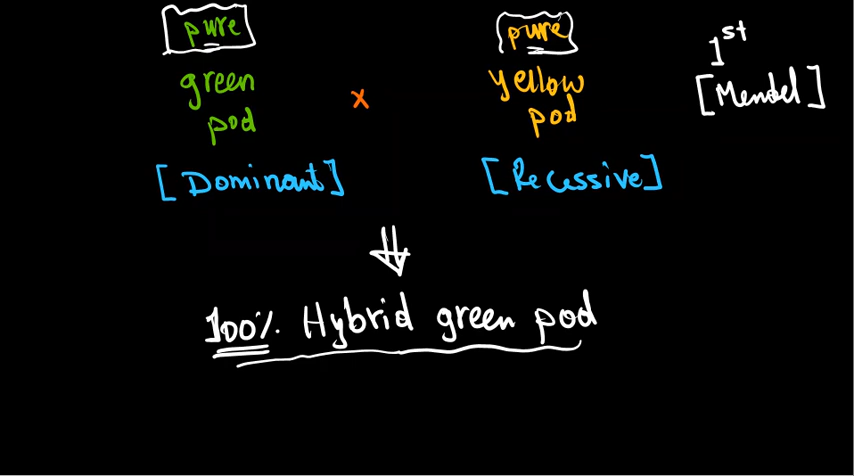 pure pure
1st
green × yellow
[Mendel]
pod pod
[Dominant] [Recessive]
⇓
100% Hybrid green pod